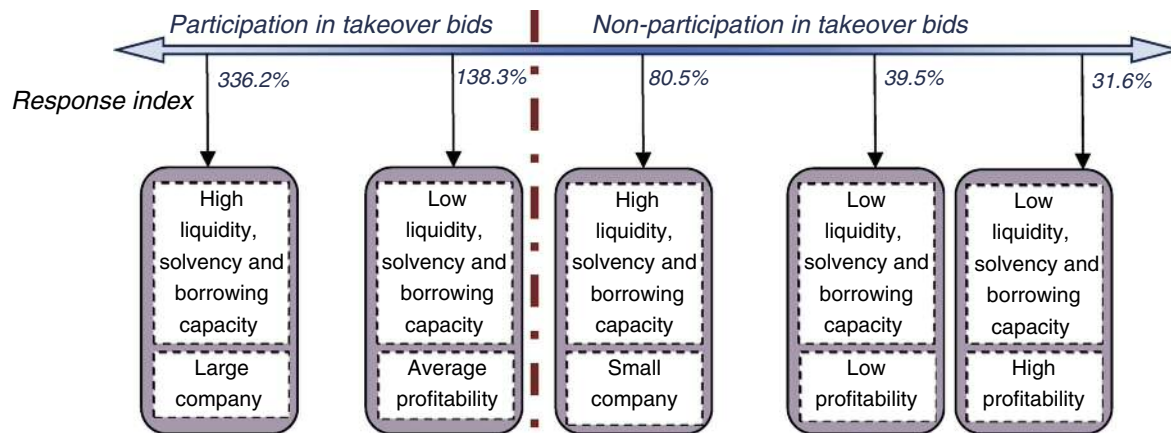 Participation in takeover bids
Non-participation in takeover bids
336.2%
138.3%
80.5%
39.5%
31.6%
Response index
High
liquidity,
solvency and
borrowing
capacity
Large
company
Low
liquidity,
solvency and
borrowing
capacity
Average
profitability
High
liquidity,
solvency and
borrowing
capacity
Small
company
Low
liquidity,
solvency and
borrowing
capacity
Low
profitability
Low
liquidity,
solvency and
borrowing
capacity
High
profitability